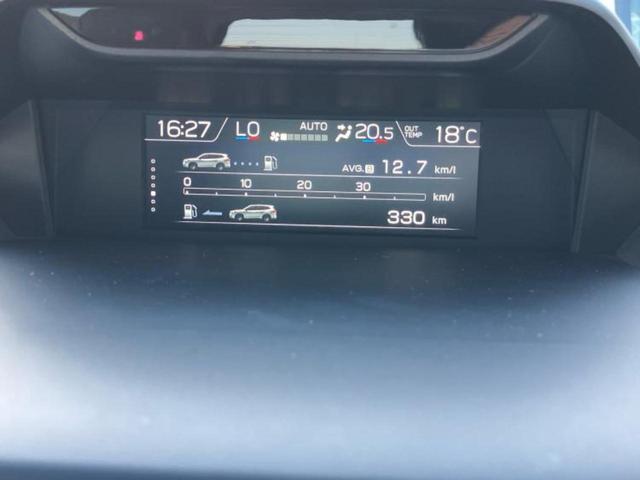 16:27 LO AUTO 20.5 OUT TEMP 18°C
AVG. B 12.7 km/l
0 10 20 30 km/l
330 km